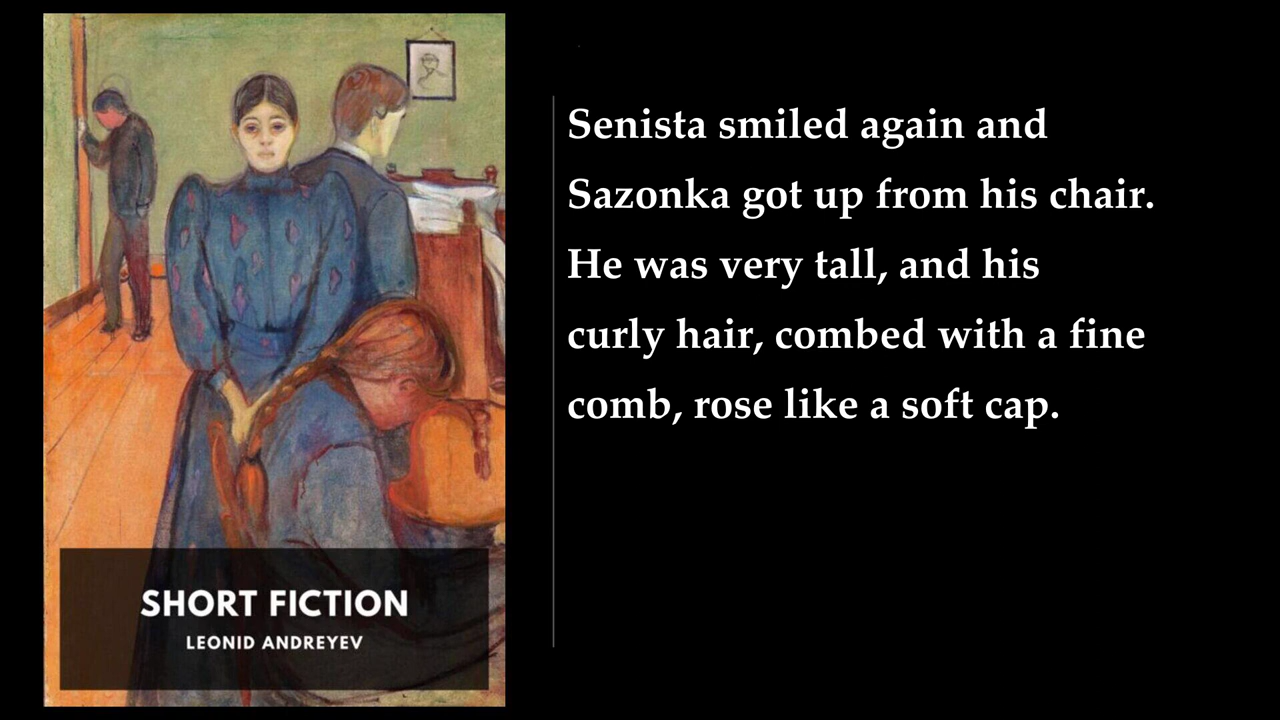 SHORT FICTION
LEONID ANDREYEV
Senista smiled again and
Sazonka got up from his chair.
He was very tall, and his
curly hair, combed with a fine
comb, rose like a soft cap.